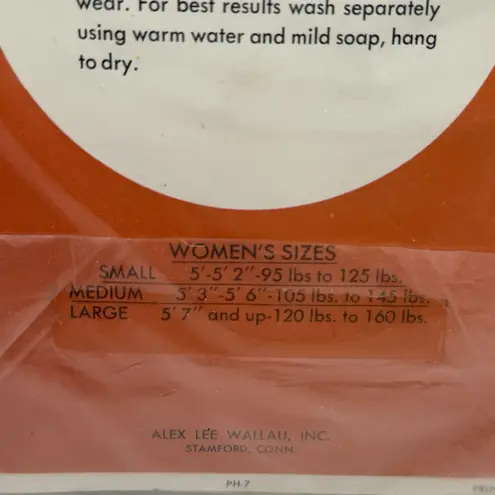 wear. For best results wash separately
using warm water and mild soap, hang
to dry.
WOMEN'S SIZES
SMALL 5'-5' 2"-95 lbs to 125 lbs.
MEDIUM 5' 3"-5' 6"-105 lbs. to 145 lbs.
LARGE 5' 7" and up-120 lbs. to 160 lbs.
ALEX LEE WALLAU, INC.
STAMFORD, CONN.
PH-7